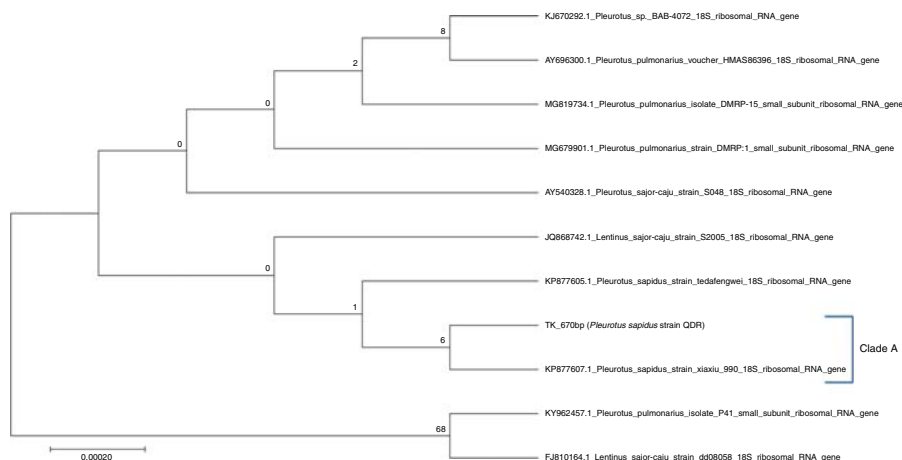 KJ670292.1_Pleurotus_sp._BAB-4072_18S_ribosomal_RNA_gene
8
AY696300.1_Pleurotus_pulmonarius_voucher_HMAS86396_18S_ribosomal_RNA_gene
2
MG819734.1_Pleurotus_pulmonarius_isolate_DMRP-15_small_subunit_ribosomal_RNA_gene
0
MG679901.1_Pleurotus_pulmonarius_strain_DMRP:1_small_subunit_ribosomal_RNA_gene
0
AY540328.1_Pleurotus_sajor-caju_strain_S048_18S_ribosomal_RNA_gene
JQ868742.1_Lentinus_sajor-caju_strain_S2005_18S_ribosomal_RNA_gene
0
KP877605.1_Pleurotus_sapidus_strain_tedafengwei_18S_ribosomal_RNA_gene
1
TK_670bp (Pleurotus sapidus strain QDR)
6
Clade A
KP877607.1_Pleurotus_sapidus_strain_xiaxiu_990_18S_ribosomal_RNA_gene
KY962457.1_Pleurotus_pulmonarius_isolate_P41_small_subunit_ribosomal_RNA_gene
68
FJ810164.1_Lentinus_sajor-caju_strain_dd08058_18S_ribosomal_RNA_gene
0.00020